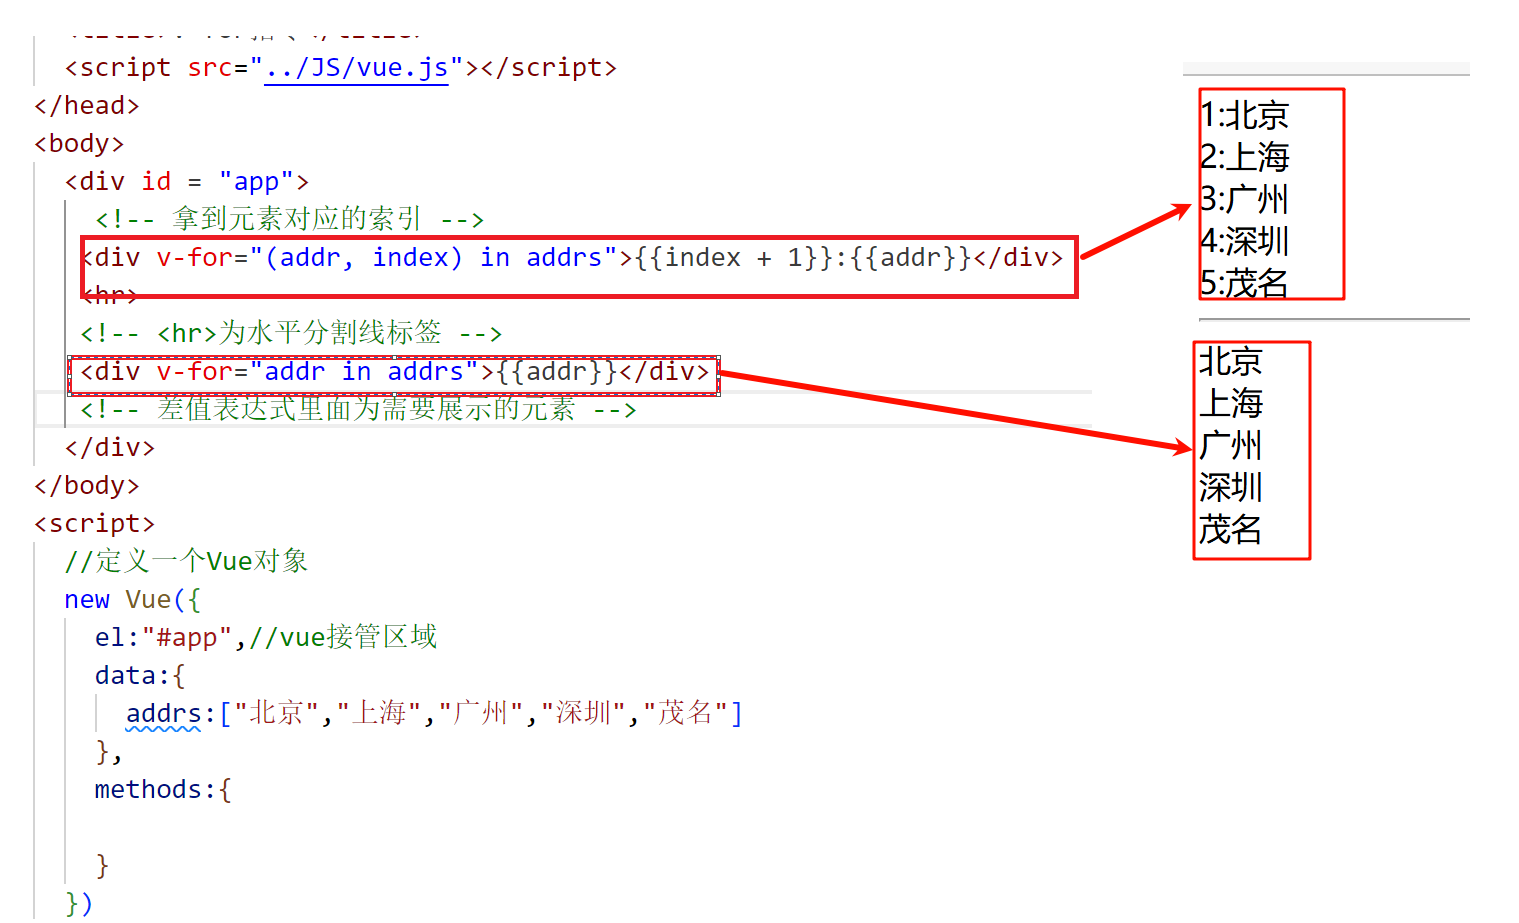 <script src="../JS/vue.js"></script>
</head>
<body>
<div id = "app">
<!-- 拿到元素对应的索引 -->
<div v-for="(addr, index) in addrs">{{index + 1}}:{{addr}}</div>
<hr>
<!-- <hr>为水平分割线标签 -->
<div v-for="addr in addrs">{{addr}}</div>
<!-- 差值表达式里面为需要展示的元素 -->
</div>
</body>
<script>
//定义一个Vue对象
new Vue({
el:"#app",//vue接管区域
data:{
addrs:["北京","上海","广州","深圳","茂名"]
},
methods:{
}
})
1:北京
2:上海
3:广州
4:深圳
5:茂名
北京
上海
广州
深圳
茂名